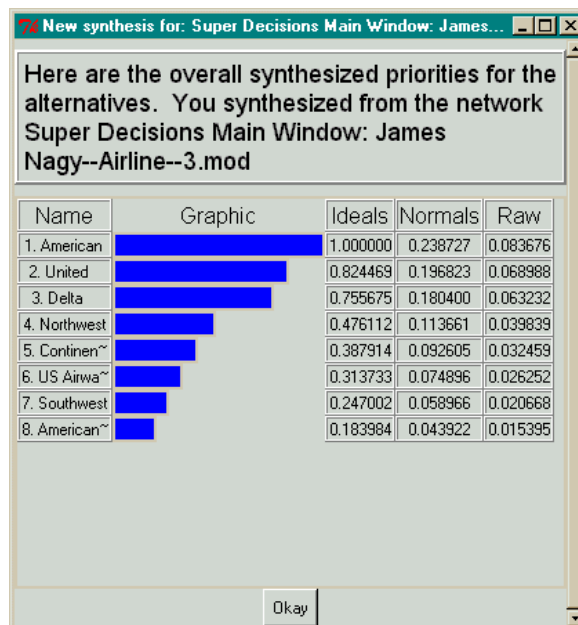 New synthesis for: Super Decisions Main Window: James...
Here are the overall synthesized priorities for the
alternatives. You synthesized from the network
Super Decisions Main Window: James
Nagy--Airline--3.mod
Name Graphic Ideals Normals Raw
1. American 1.000000 0.238727 0.083676
2. United 0.824469 0.196823 0.068988
3. Delta 0.755675 0.180400 0.063232
4. Northwest 0.476112 0.113661 0.039839
5. Continen~ 0.387914 0.092605 0.032459
6. US Airwa~ 0.313733 0.074896 0.026252
7. Southwest 0.247002 0.058966 0.020668
8. American~ 0.183984 0.043922 0.015395
Okay